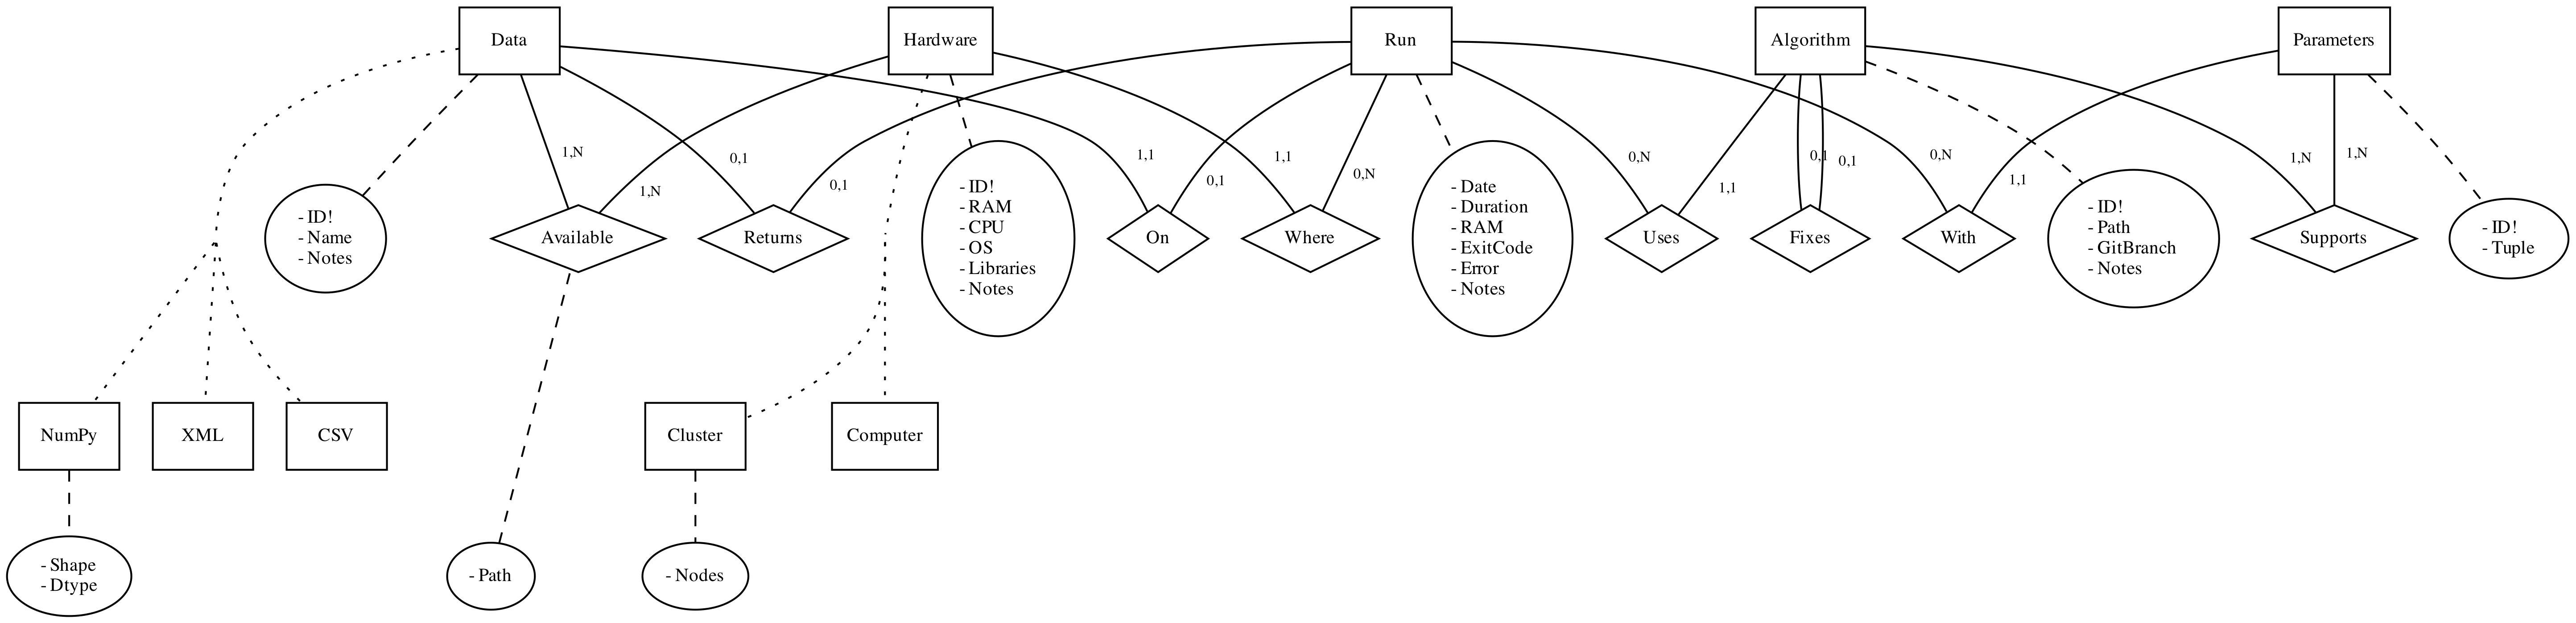 Data
Hardware
Run
Algorithm
Parameters
1,N
0,1
1,N
0,1
1,1
0,1
1,1
0,N
0,N
1,1
0,1
0,1
0,N
1,1
1,N
1,N
- ID!
- Name
- Notes
Available
Returns
- ID!
- RAM
- CPU
- OS
- Libraries
- Notes
On
Where
- Date
- Duration
- RAM
- ExitCode
- Error
- Notes
Uses
Fixes
With
- ID!
- Path
- GitBranch
- Notes
Supports
- ID!
- Tuple
NumPy
XML
CSV
Cluster
Computer
- Shape
- Dtype
- Path
- Nodes